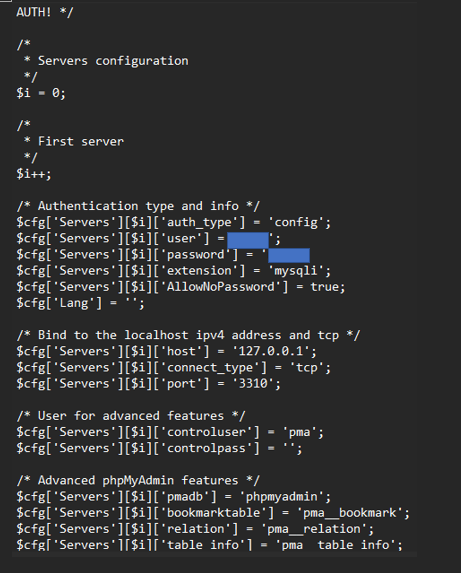 AUTH! */
/*
* Servers configuration
*/
$i = 0;
/*
* First server
*/
$i++;
/* Authentication type and info */
$cfg['Servers'][$i]['auth_type'] = 'config';
$cfg['Servers'][$i]['user'] = ';
$cfg['Servers'][$i]['password'] = '
$cfg['Servers'][$i]['extension'] = 'mysqli';
$cfg['Servers'][$i]['AllowNoPassword'] = true;
$cfg['Lang'] = '';
/* Bind to the localhost ipv4 address and tcp */
$cfg['Servers'][$i]['host'] = '127.0.0.1';
$cfg['Servers'][$i]['connect_type'] = 'tcp';
$cfg['Servers'][$i]['port'] = '3310';
/* User for advanced features */
$cfg['Servers'][$i]['controluser'] = 'pma';
$cfg['Servers'][$i]['controlpass'] = '';
/* Advanced phpMyAdmin features */
$cfg['Servers'][$i]['pmadb'] = 'phpmyadmin';
$cfg['Servers'][$i]['bookmarktable'] = 'pma__bookmark';
$cfg['Servers'][$i]['relation'] = 'pma__relation';
$cfg['Servers'][$i]['table_info'] = 'pma__table_info';